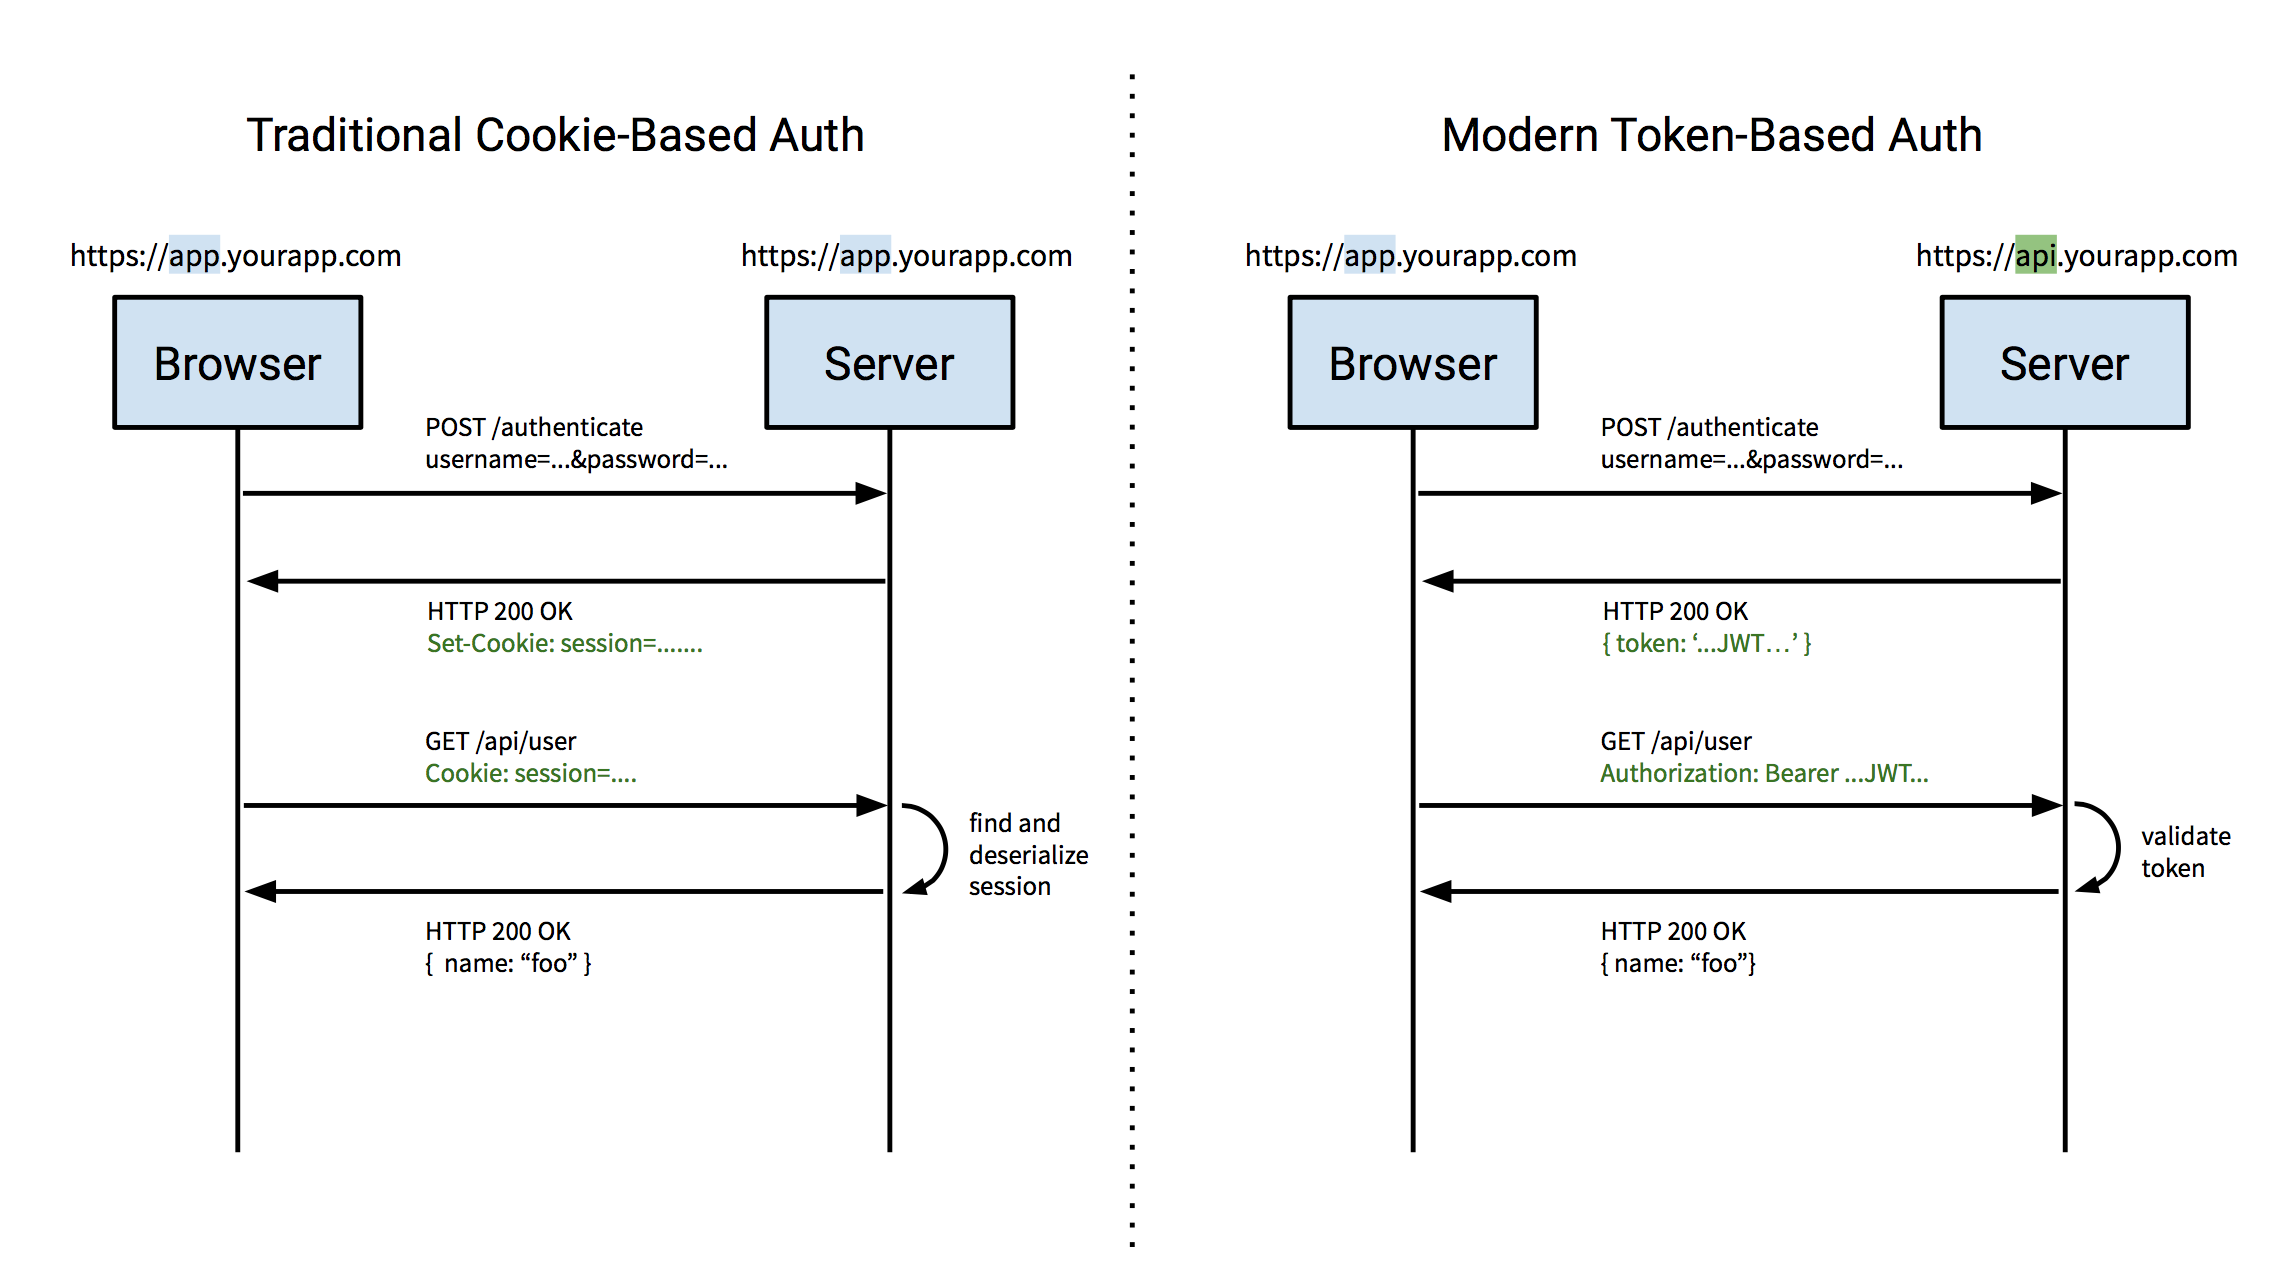 Traditional Cookie-Based Auth
https://app.yourapp.com
https://app.yourapp.com
Browser
Server
POST /authenticate
username=...&password=...
HTTP 200 OK
Set-Cookie: session=.......
GET /api/user
Cookie: session=....
find and
deserialize
session
HTTP 200 OK
{  name: “foo” }
Modern Token-Based Auth
https://app.yourapp.com
https://api.yourapp.com
Browser
Server
POST /authenticate
username=...&password=...
HTTP 200 OK
{ token: ‘...JWT…’ }
GET /api/user
Authorization: Bearer ...JWT...
validate
token
HTTP 200 OK
{ name: “foo”}